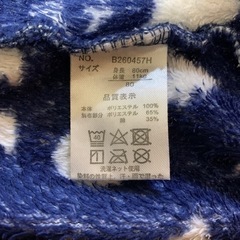 NO. B260457H
サイズ 身長 80cm
体重 11kg
80
品質表示
本体 ポリエステル 100%
ポリエステル 65%
綿 35%
40
洗濯ネット使用